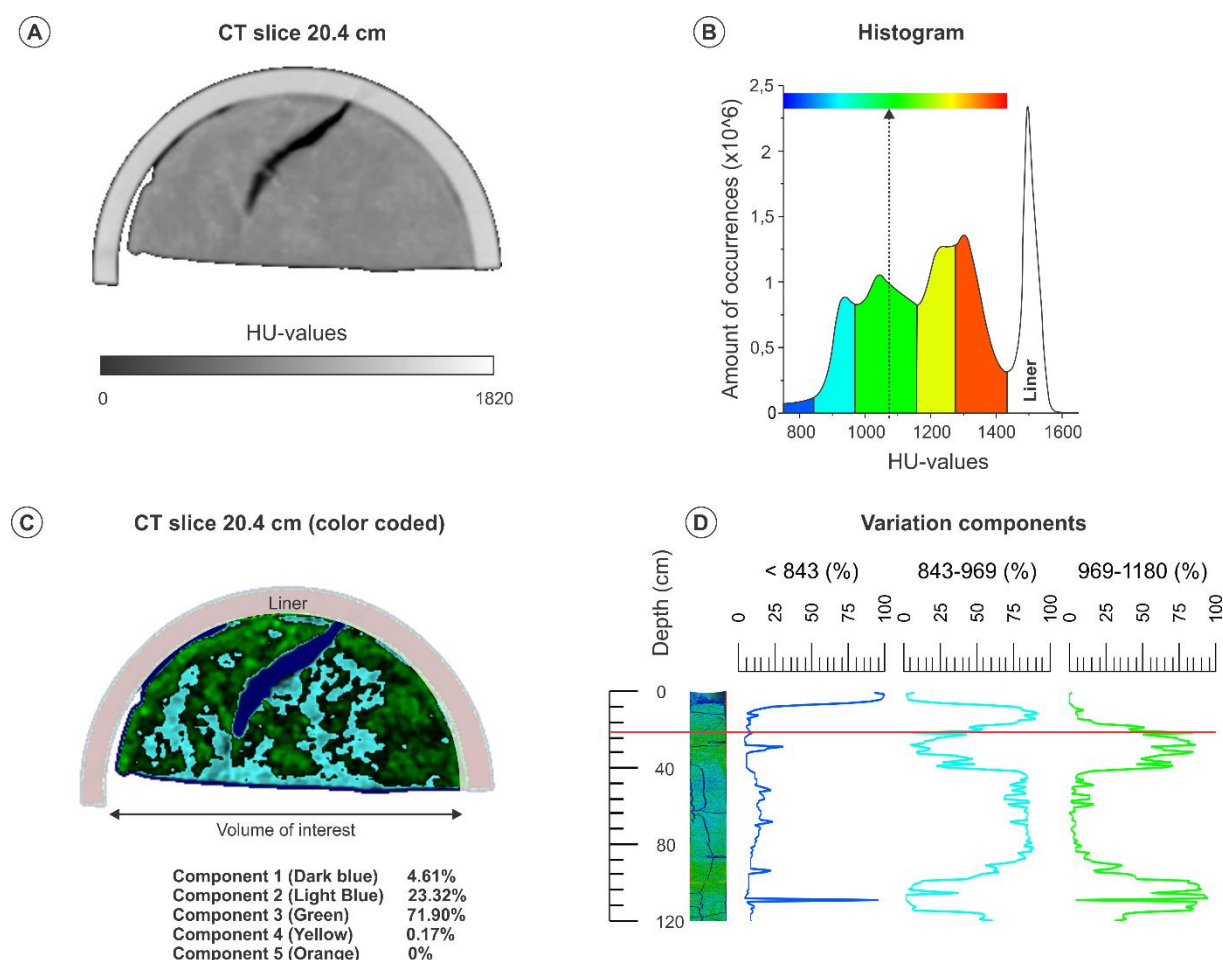 A
CT slice 20.4 cm
HU-values
0
1820
B
Histogram
Amount of occurrences (x10^6)
2,5
2
1,5
1
0,5
0
Liner
800
1000
1200
1400
1600
HU-values
C
CT slice 20.4 cm (color coded)
Liner
Volume of interest
Component 1 (Dark blue) 4.61%
Component 2 (Light Blue) 23.32%
Component 3 (Green) 71.90%
Component 4 (Yellow) 0.17%
Component 5 (Orange) 0%
D
Variation components
Depth (cm)
< 843 (%)
843-969 (%)
969-1180 (%)
0 25 50 75 100
0 25 50 75 100
0 25 50 75 100
0
40
80
120